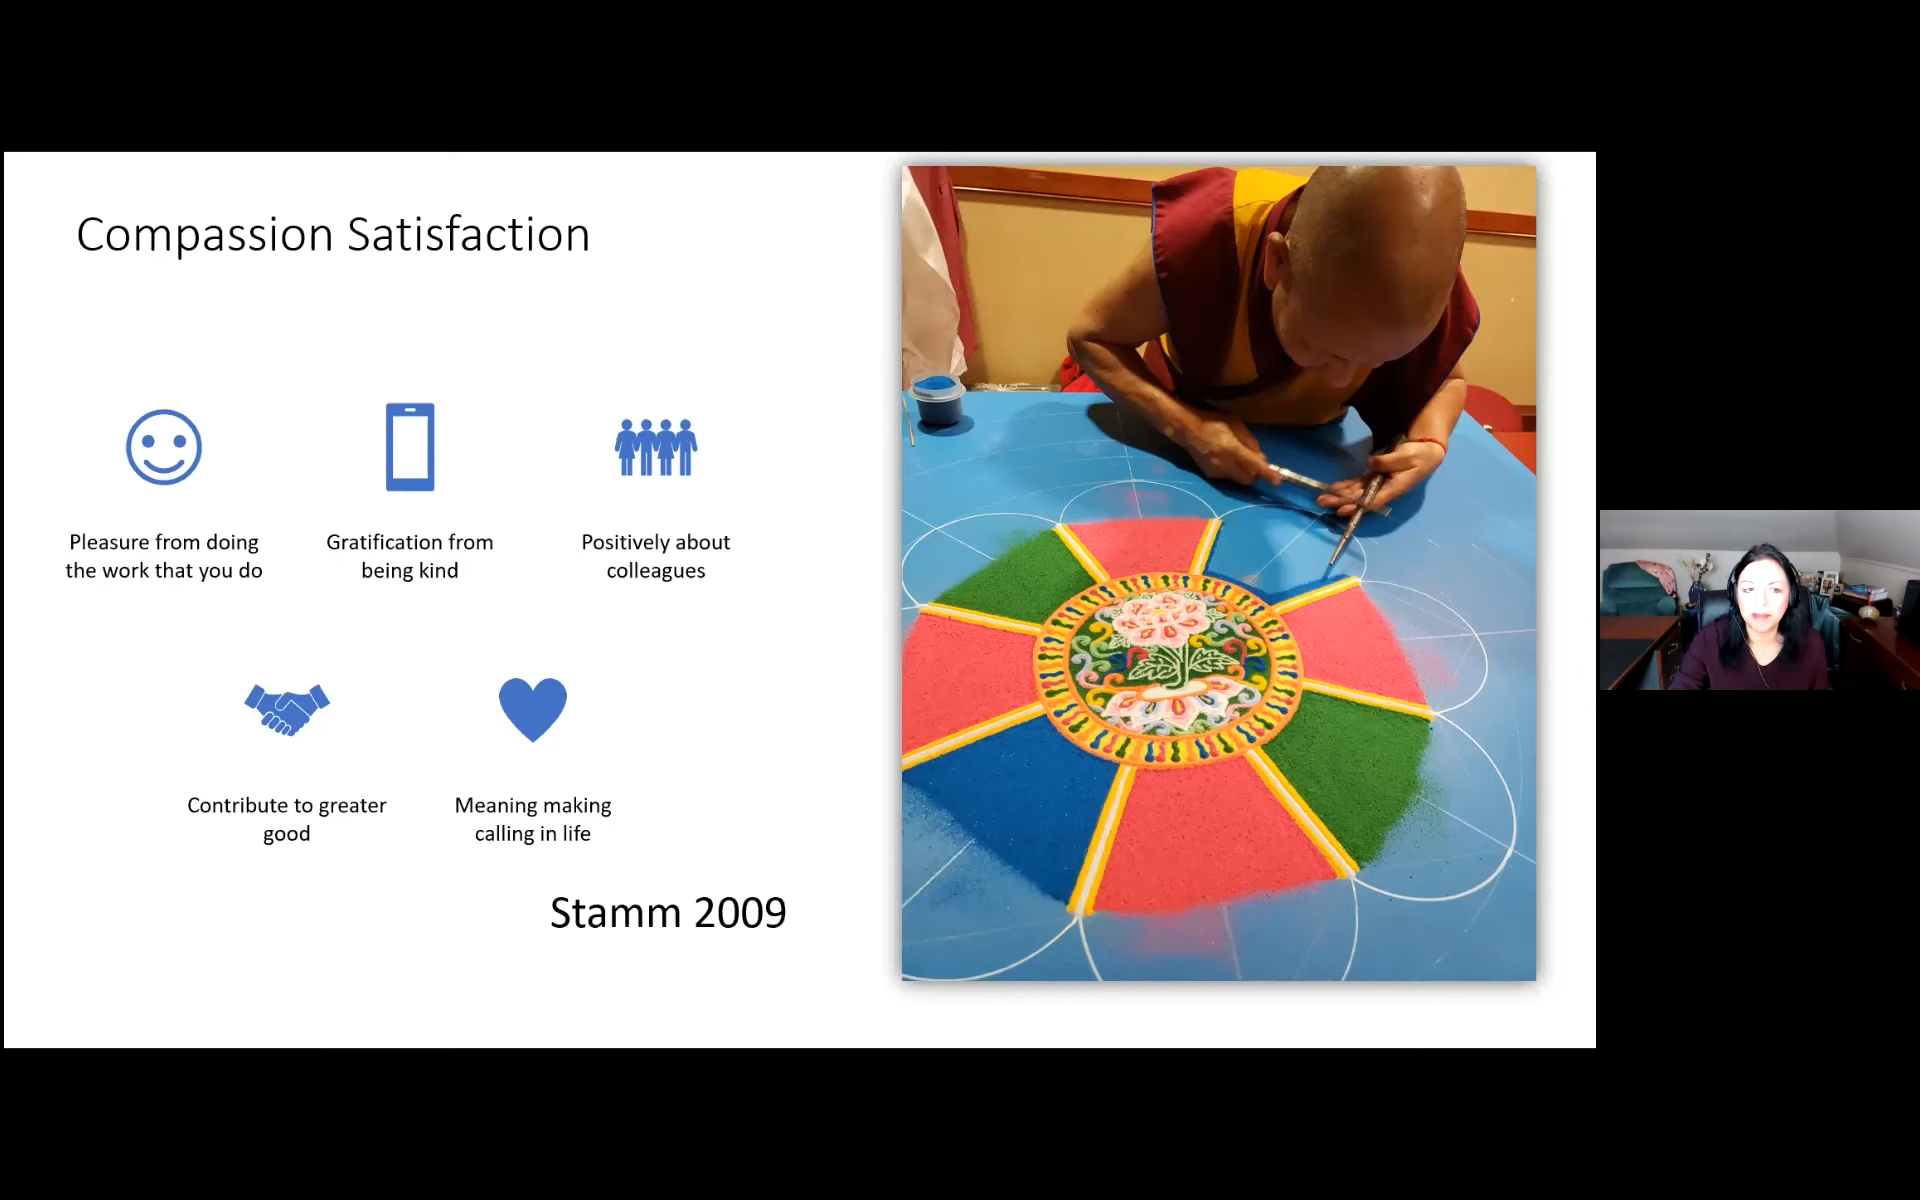 Compassion Satisfaction
Pleasure from doing
the work that you do
Gratification from
being kind
Positively about
colleagues
Contribute to greater
good
Meaning making
calling in life
Stamm 2009